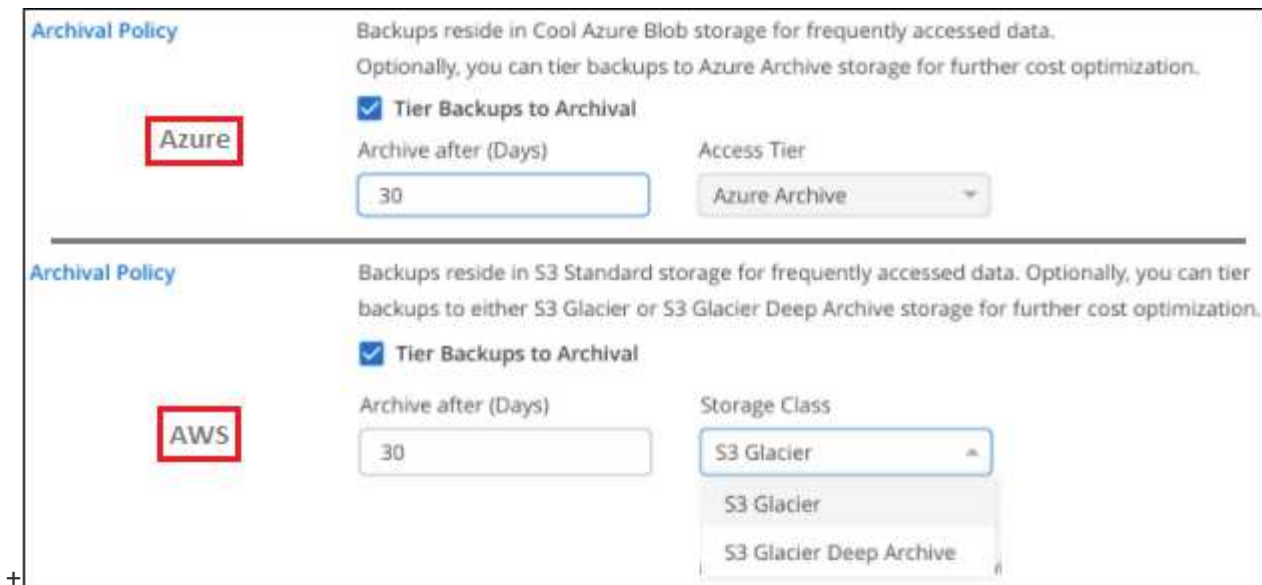 Archival Policy
Backups reside in Cool Azure Blob storage for frequently accessed data.
Optionally, you can tier backups to Azure Archive storage for further cost optimization.
Tier Backups to Archival
Azure
Archive after (Days)
Access Tier
30
Azure Archive
Archival Policy
Backups reside in S3 Standard storage for frequently accessed data. Optionally, you can tier
backups to either S3 Glacier or S3 Glacier Deep Archive storage for further cost optimization.
Tier Backups to Archival
Archive after (Days)
Storage Class
AWS
30
S3 Glacier
S3 Glacier
S3 Glacier Deep Archive
+